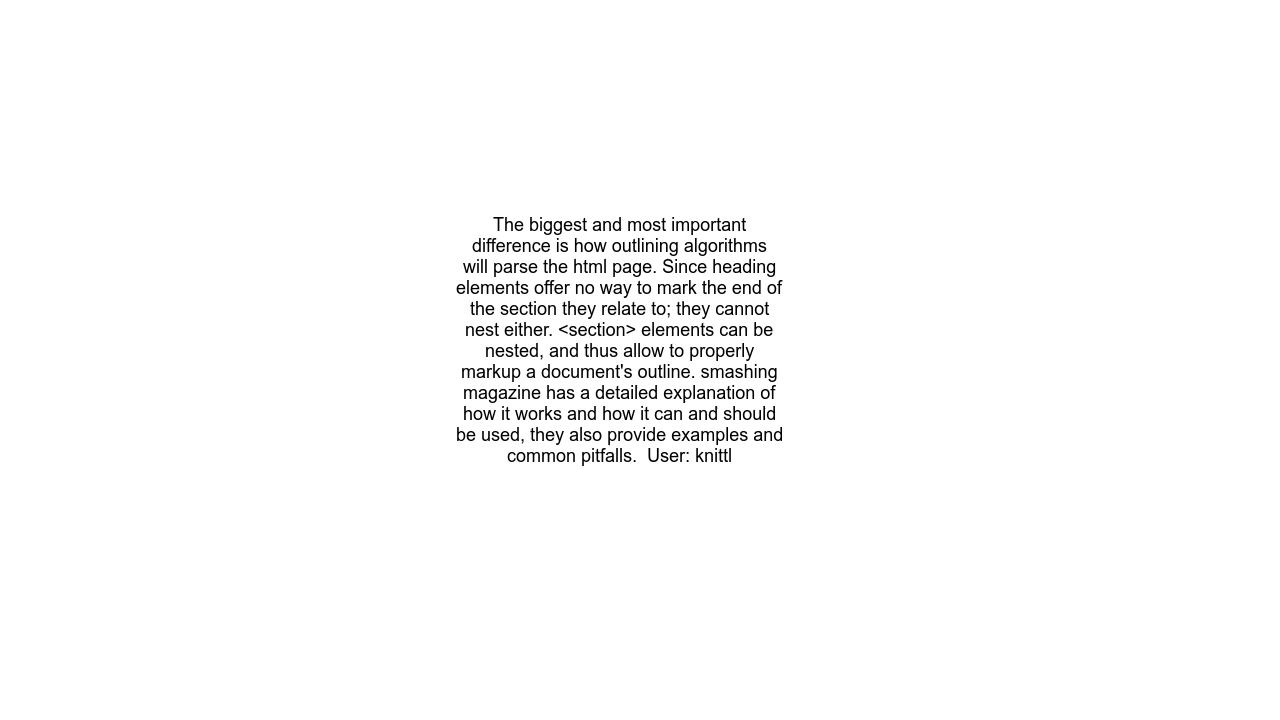 The biggest and most important
difference is how outlining algorithms
will parse the html page. Since heading
elements offer no way to mark the end of
the section they relate to; they cannot
nest either. <section> elements can be
nested, and thus allow to properly
markup a document's outline. smashing
magazine has a detailed explanation of
how it works and how it can and should
be used, they also provide examples and
common pitfalls.  User: knittl